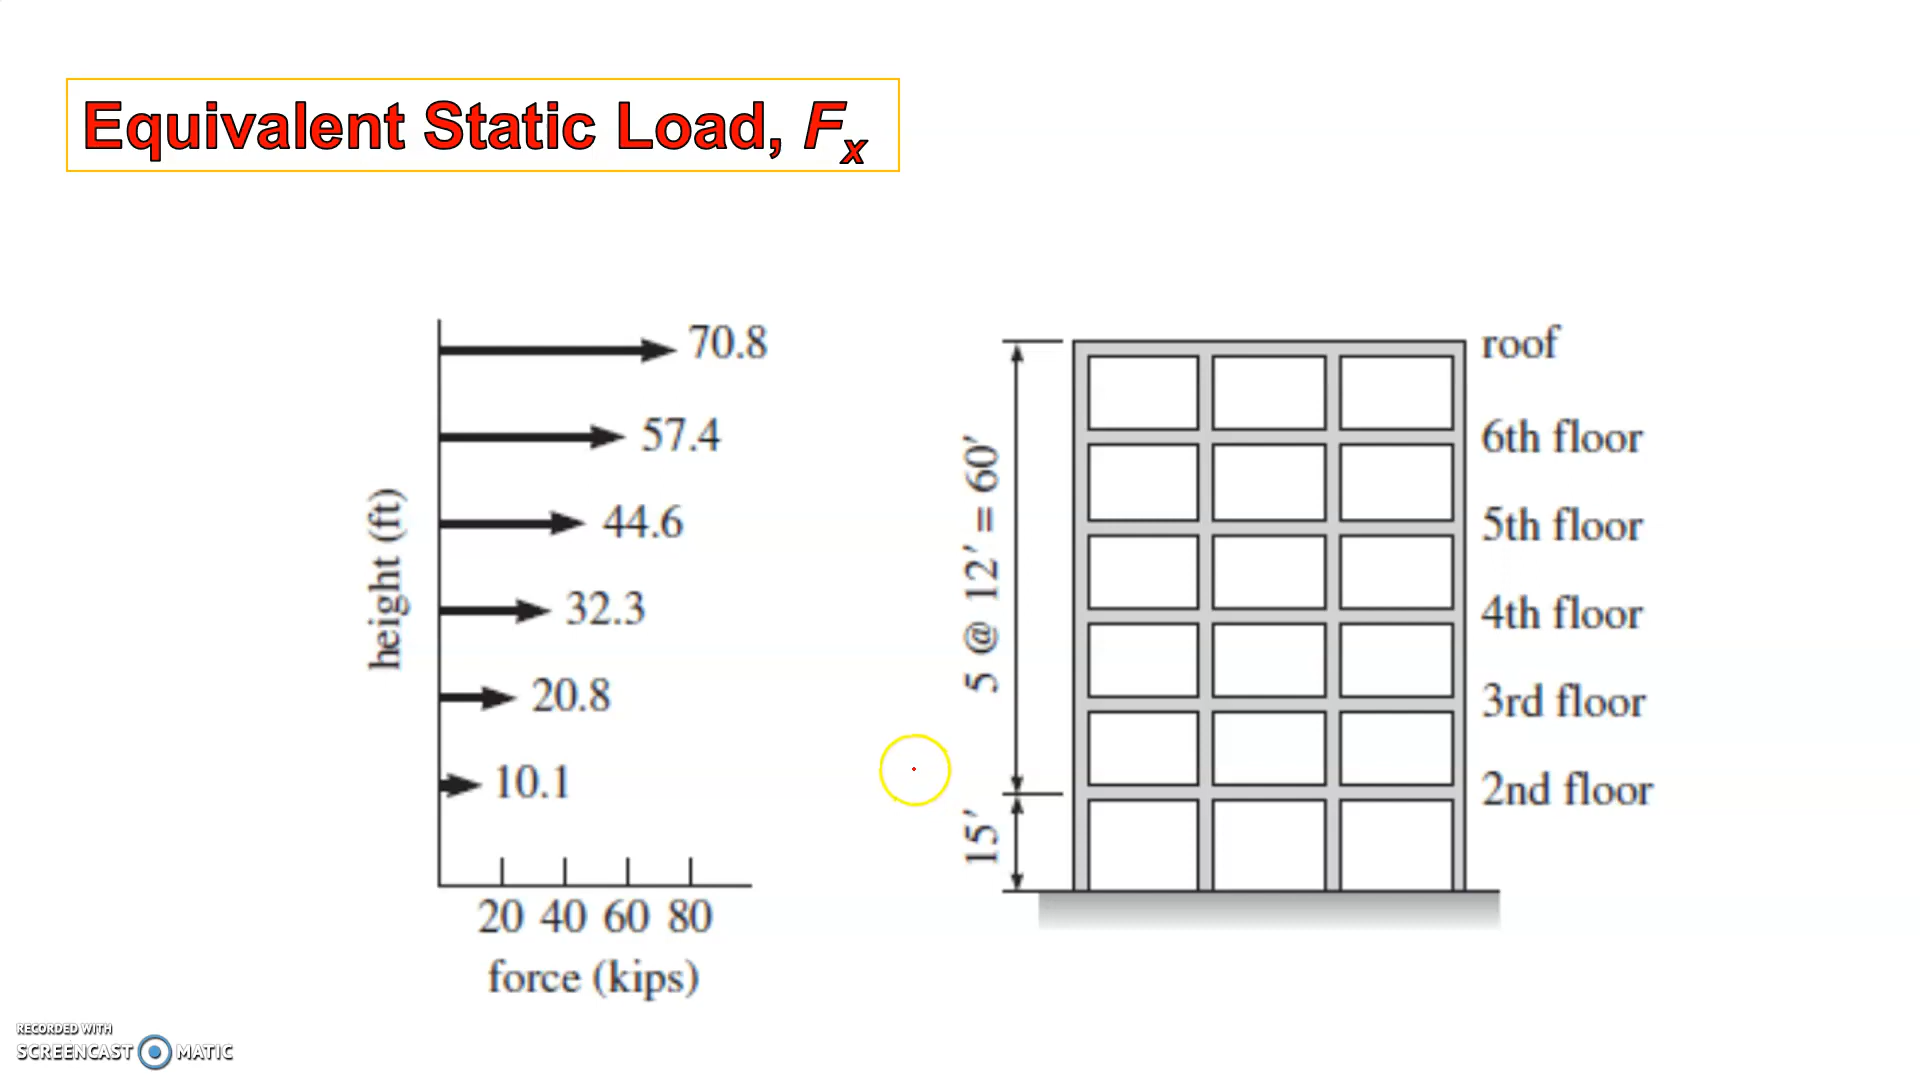 Equivalent Static Load, Fx
70.8
57.4
44.6
32.3
20.8
10.1
height (ft)
20 40 60 80
force (kips)
5 @ 12′ = 60′
15′
roof
6th floor
5th floor
4th floor
3rd floor
2nd floor
RECORDED WITH
SCREENCAST MATIC